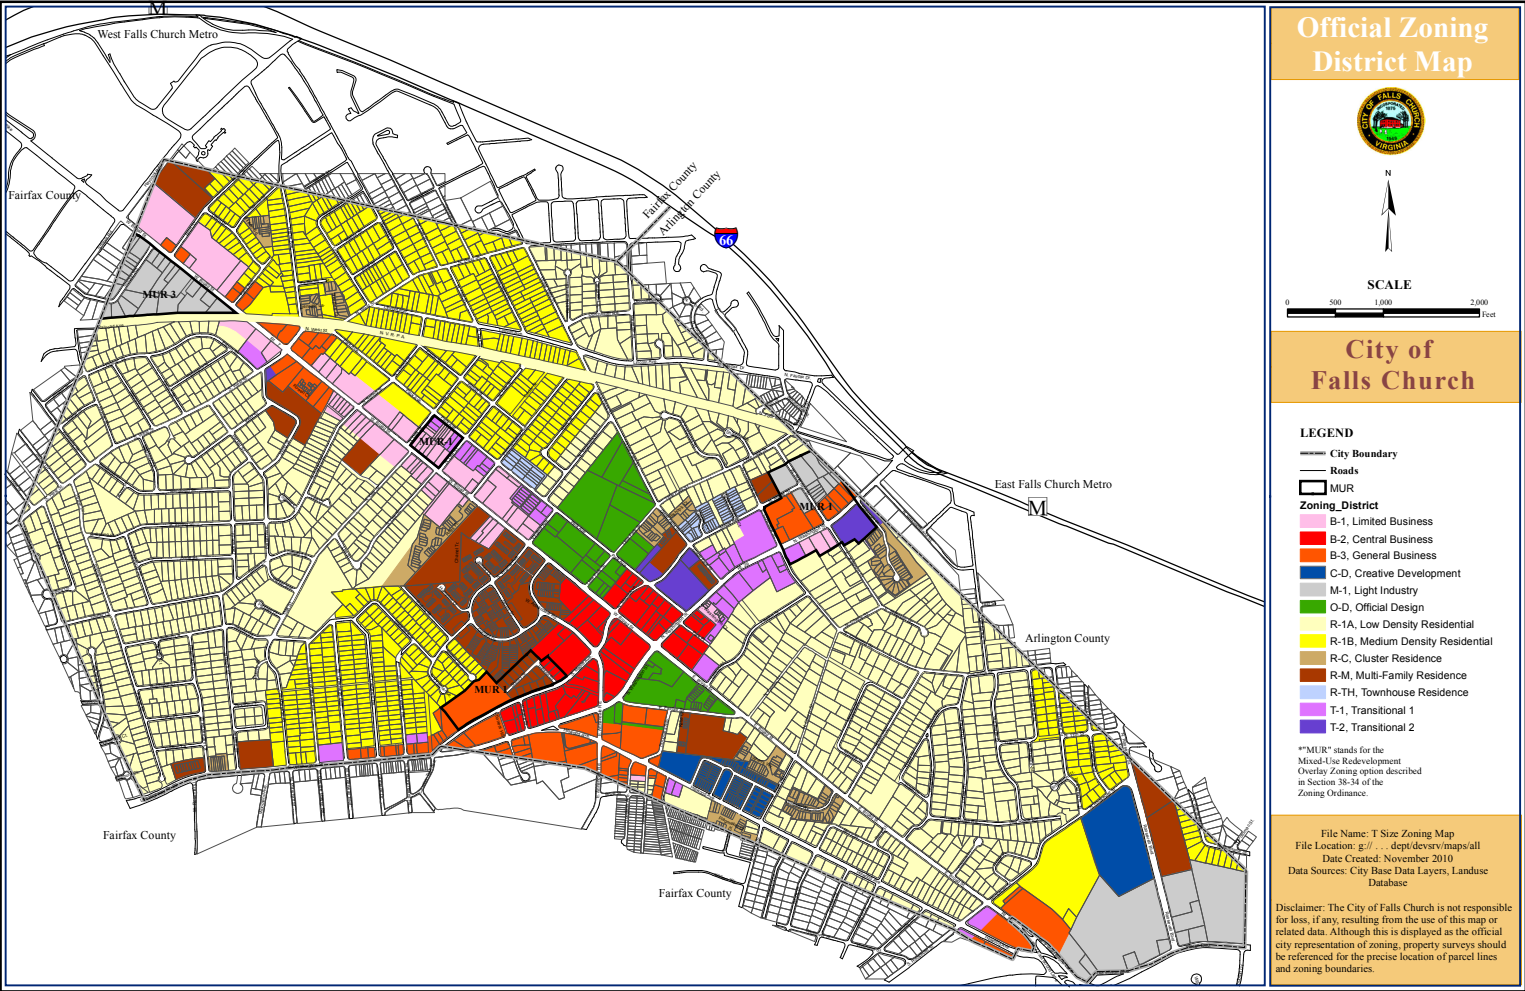 M
West Falls Church Metro
Fairfax County
Fairfax County
Arlington County
66
MUR 3
N.V.R.P.A
MUR-1
East Falls Church Metro
M
MUR 1
Arlington County
MUR 1
Fairfax County
Fairfax County
Official Zoning
District Map
CITY OF FALLS CHURCH
VIRGINIA
N
SCALE
0 500 1,000 2,000
Feet
City of
Falls Church
LEGEND
City Boundary
Roads
MUR
Zoning_District
B-1, Limited Business
B-2, Central Business
B-3, General Business
C-D, Creative Development
M-1, Light Industry
O-D, Official Design
R-1A, Low Density Residential
R-1B, Medium Density Residential
R-C, Cluster Residence
R-M, Multi-Family Residence
R-TH, Townhouse Residence
T-1, Transitional 1
T-2, Transitional 2
*"MUR" stands for the
Mixed-Use Redevelopment
Overlay Zoning option described
in Section 38-34 of the
Zoning Ordinance.
File Name: T Size Zoning Map
File Location: g:// . . . dept/devsrv/maps/all
Date Created: November 2010
Data Sources: City Base Data Layers, Landuse
Database
Disclaimer: The City of Falls Church is not responsible
for loss, if any, resulting from the use of this map or
related data. Although this is displayed as the official
city representation of zoning, property surveys should
be referenced for the precise location of parcel lines
and zoning boundaries.